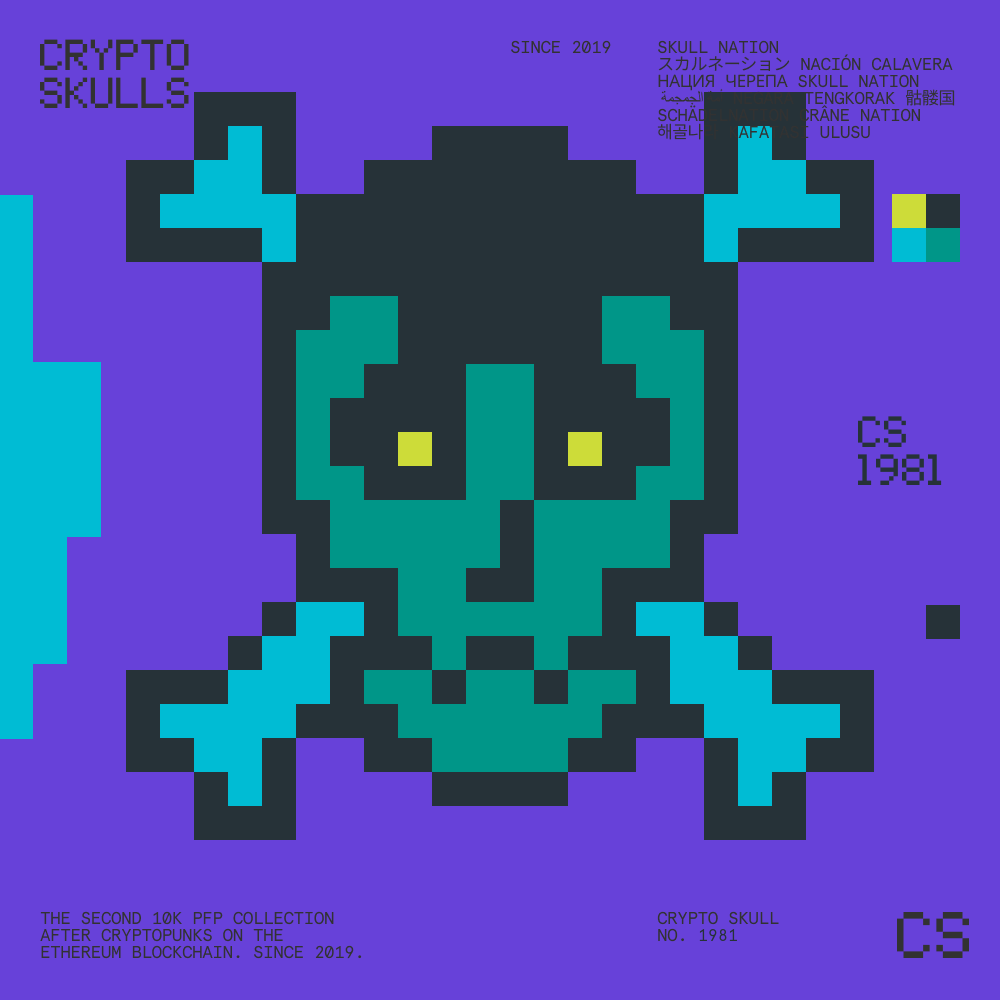 CRYPTO
SKULLS
SINCE 2019
SKULL NATION
スカルネーション NACIÓN CALAVERA
НАЦИЯ ЧЕРЕПА SKULL NATION
TENGKORAK 骷髅国
CRÂNE NATION
해골 ULUSU
CS
1981
THE SECOND 10K PFP COLLECTION
AFTER CRYPTOPUNKS ON THE
ETHEREUM BLOCKCHAIN. SINCE 2019.
CRYPTO SKULL
NO. 1981
CS